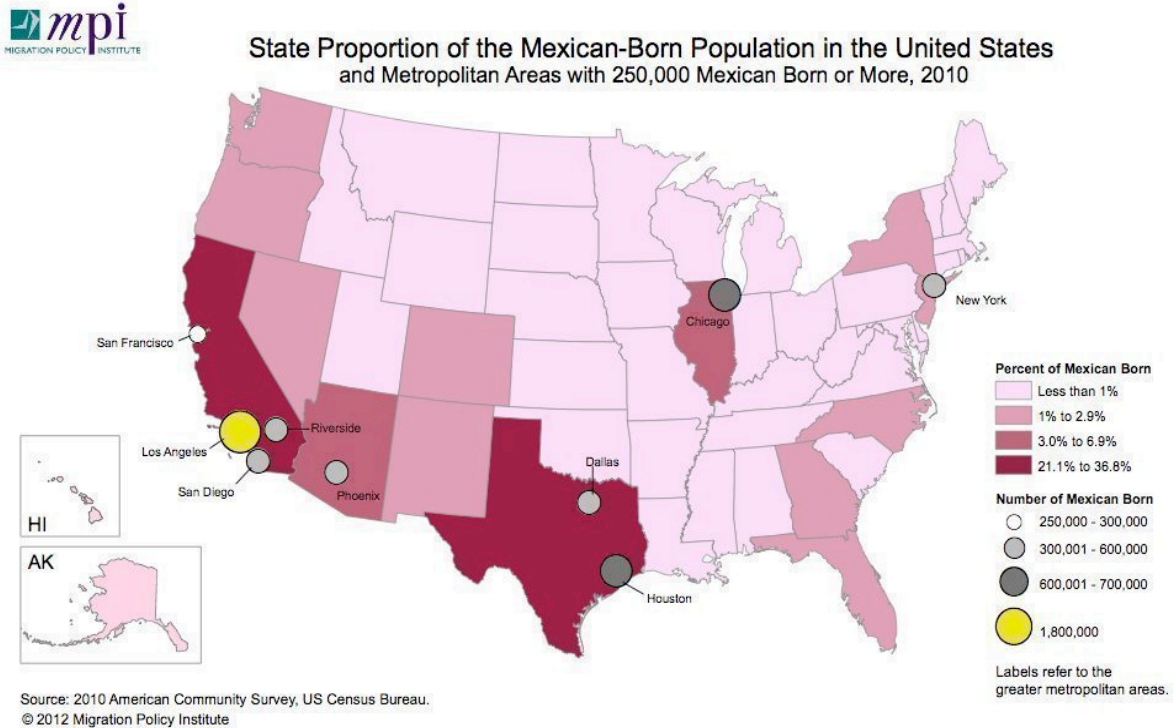 mpi
MIGRATION POLICY INSTITUTE
State Proportion of the Mexican-Born Population in the United States
and Metropolitan Areas with 250,000 Mexican Born or More, 2010
New York
Chicago
San Francisco
Riverside
Los Angeles
San Diego
Phoenix
Dallas
Houston
HI
AK
Percent of Mexican Born
Less than 1%
1% to 2.9%
3.0% to 6.9%
21.1% to 36.8%
Number of Mexican Born
250,000 - 300,000
300,001 - 600,000
600,001 - 700,000
1,800,000
Labels refer to the
greater metropolitan areas.
Source: 2010 American Community Survey, US Census Bureau.
© 2012 Migration Policy Institute